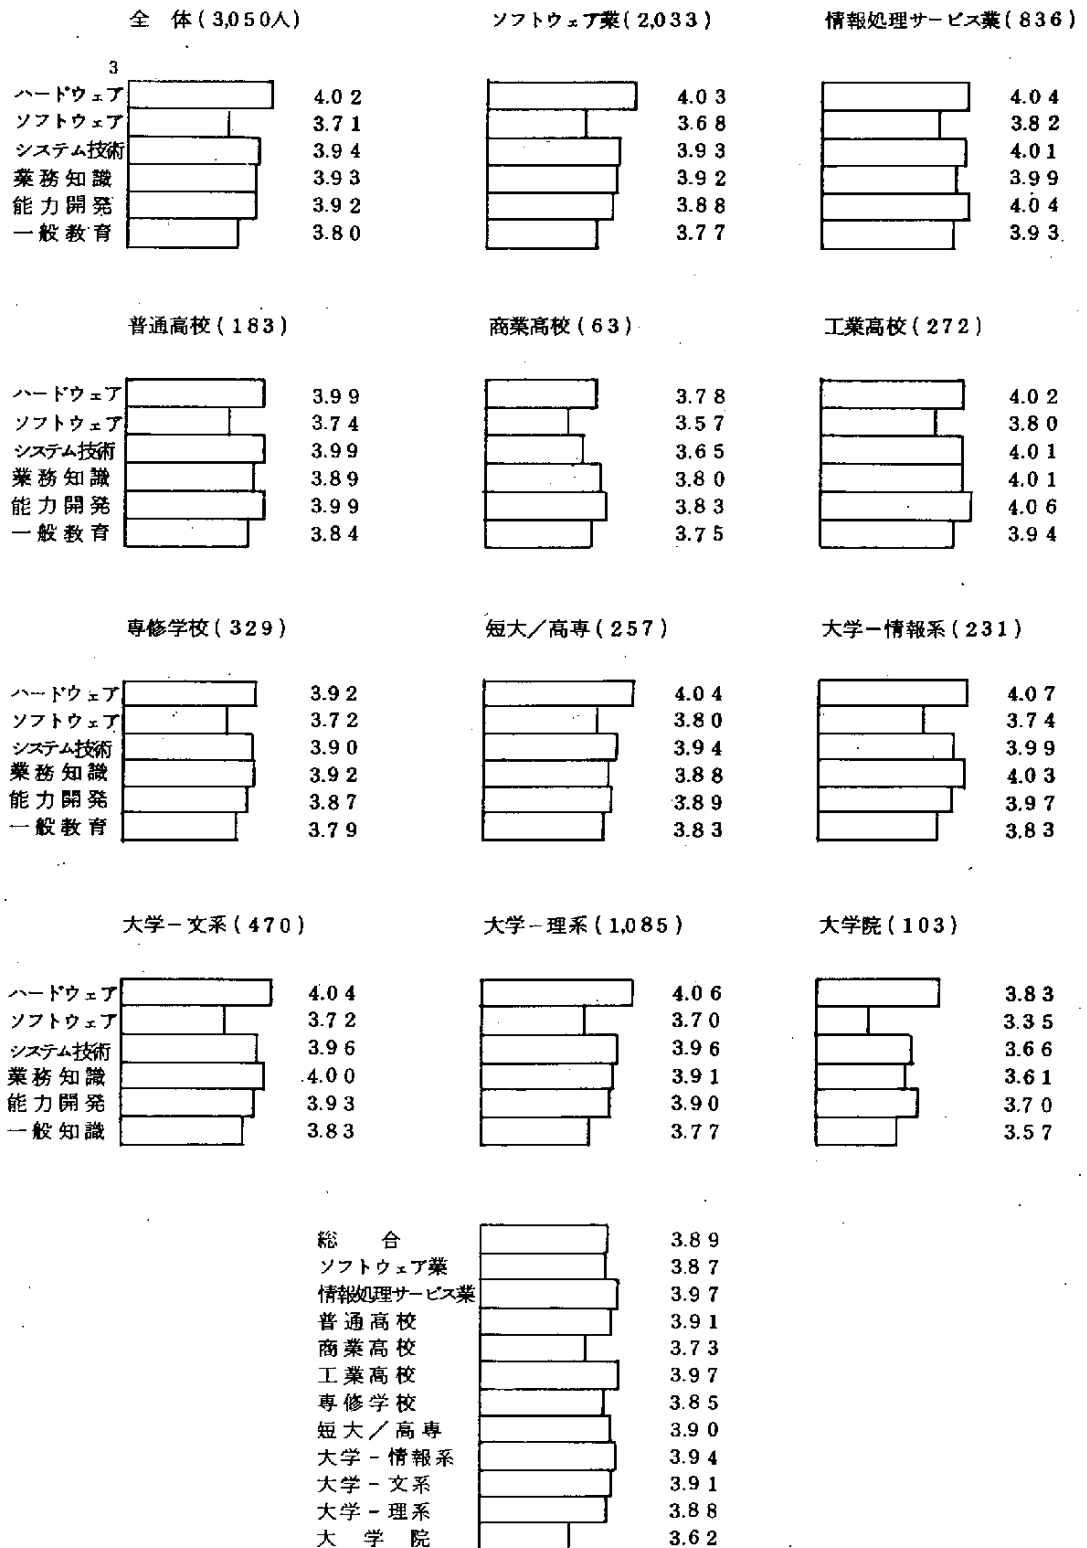 全 体(3,050人) ソフトウェア業(2,033) 情報処理サービス業(836)
3
ハードウェア 4.02 4.03 4.04
ソフトウェア 3.71 3.68 3.82
システム技術 3.94 3.93 4.01
業務知識 3.93 3.92 3.99
能力開発 3.92 3.88 4.04
一般教育 3.80 3.77 3.93
普通高校(183) 商業高校(63) 工業高校(272)
ハードウェア 3.99 3.78 4.02
ソフトウェア 3.74 3.57 3.80
システム技術 3.99 3.65 4.01
業務知識 3.89 3.80 4.01
能力開発 3.99 3.83 4.06
一般教育 3.84 3.75 3.94
専修学校(329) 短大/高専(257) 大学-情報系(231)
ハードウェア 3.92 4.04 4.07
ソフトウェア 3.72 3.80 3.74
システム技術 3.90 3.94 3.99
業務知識 3.92 3.88 4.03
能力開発 3.87 3.89 3.97
一般教育 3.79 3.83 3.83
大学-文系(470) 大学-理系(1,085) 大学院(103)
ハードウェア 4.04 4.06 3.83
ソフトウェア 3.72 3.70 3.35
システム技術 3.96 3.96 3.66
業務知識 4.00 3.91 3.61
能力開発 3.93 3.90 3.70
一般知識 3.83 3.77 3.57
総 合 3.89
ソフトウェア業 3.87
情報処理サービス業 3.97
普通高校 3.91
商業高校 3.73
工業高校 3.97
専修学校 3.85
短大/高専 3.90
大学-情報系 3.94
大学-文系 3.91
大学-理系 3.88
大学院 3.62